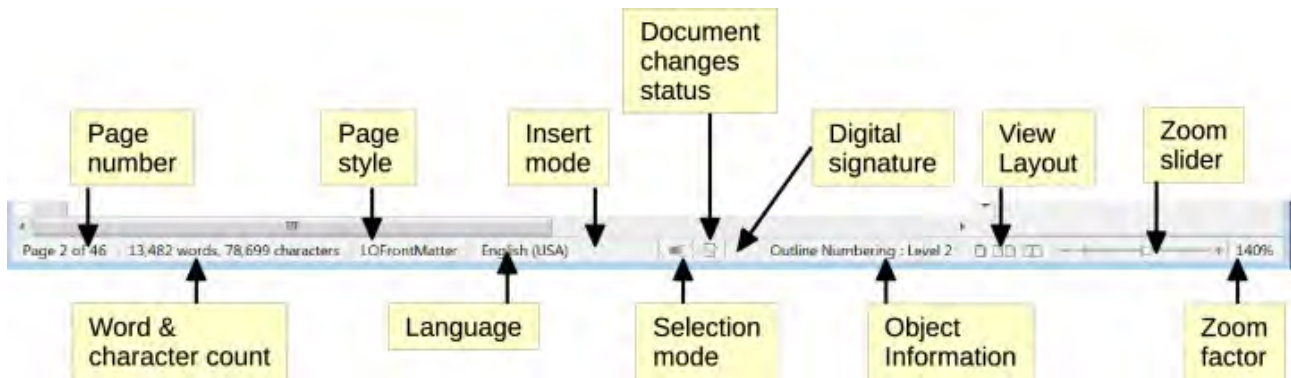 Document
changes
status
Page
number
Page
style
Insert
mode
Digital
signature
View
Layout
Zoom
slider
Page 2 of 46 13,482 words, 78,699 characters LOFrontMatter English (USA) Outline Numbering : Level 2 140%
Word &
character count
Language
Selection
mode
Object
Information
Zoom
factor